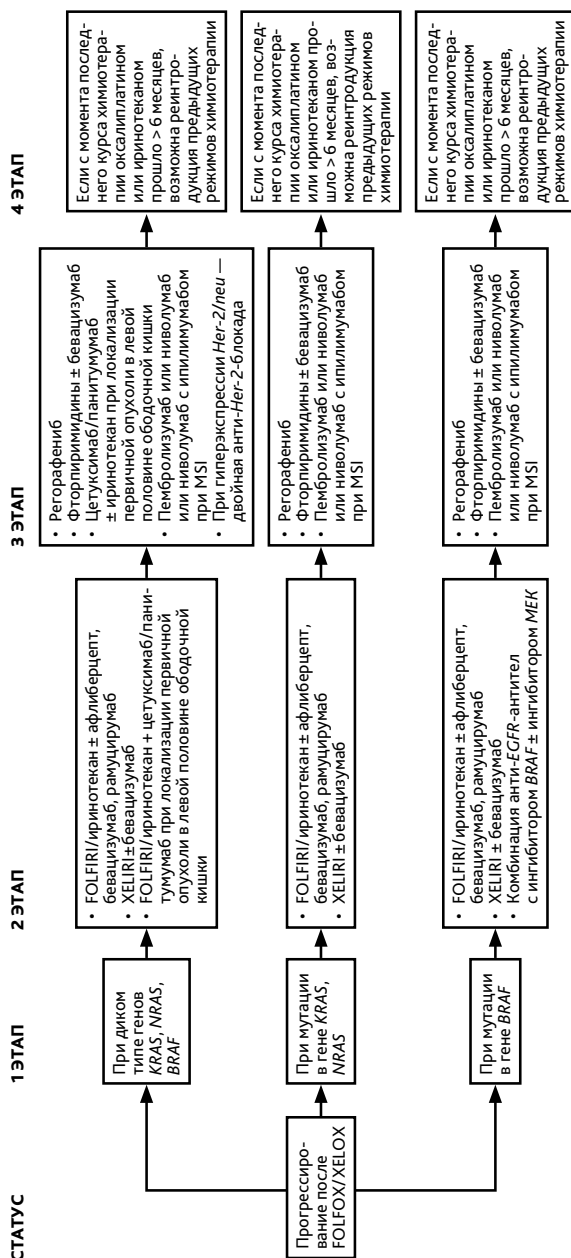 СТАТУС
1 ЭТАП
2 ЭТАП
3 ЭТАП
4 ЭТАП
Прогрессиро-
вание после
FOLFOX/XELOX
При диком
типе генов
KRAS, NRAS,
BRAF
• FOLFIRI/иринотекан ± афлиберцепт,
бевацизумаб, рамуцирумаб
• XELIRI±бевацизумаб
• FOLFIRI/иринотекан + цетуксимаб/пани-
тумумаб при локализации первичной
опухоли в левой половине ободочной
кишки
• Регорафениб
• Фторпиримидины ± бевацизумаб
• Цетуксимаб/панитумумаб
± иринотекан при локализации
первичной опухоли в левой
половине ободочной кишки
• Пембролизумаб или ниволумаб
или ниволумаб с ипилимумабом
при MSI
• При гиперэкспрессии Her-2/neu —
двойная анти-Her-2-блокада
Если с момента послед-
него курса химиотера-
пии оксалиплатином
или иринотеканом
прошло > 6 месяцев,
возможна реинтро-
дукция предыдущих
режимов химиотерапии
При мутации
в гене KRAS,
NRAS
• FOLFIRI/иринотекан ± афлиберцепт,
бевацизумаб, рамуцирумаб
• XELIRI ± бевацизумаб
• Регорафениб
• Фторпиримидины ± бевацизумаб
• Пембролизумаб или ниволумаб
или ниволумаб с ипилимумабом
при MSI
Если с момента послед-
него курса химиотера-
пии оксалиплатином
или иринотеканом про-
шло > 6 месяцев, воз-
можна реинтродукция
предыдущих режимов
химиотерапии
При мутации
в гене BRAF
• FOLFIRI/иринотекан ± афлиберцепт,
бевацизумаб, рамуцирумаб
• XELIRI ± бевацизумаб
• Комбинация анти-EGFR-антител
с ингибитором BRAF ± ингибитором MEK
• Регорафениб
• Фторпиримидины ± бевацизумаб
• Пембролизумаб или ниволумаб
или ниволумаб с ипилимумабом
при MSI
Если с момента послед-
него курса химиотера-
пии оксалиплатином
или иринотеканом
прошло > 6 месяцев,
возможна реинтро-
дукция предыдущих
режимов химиотерапии